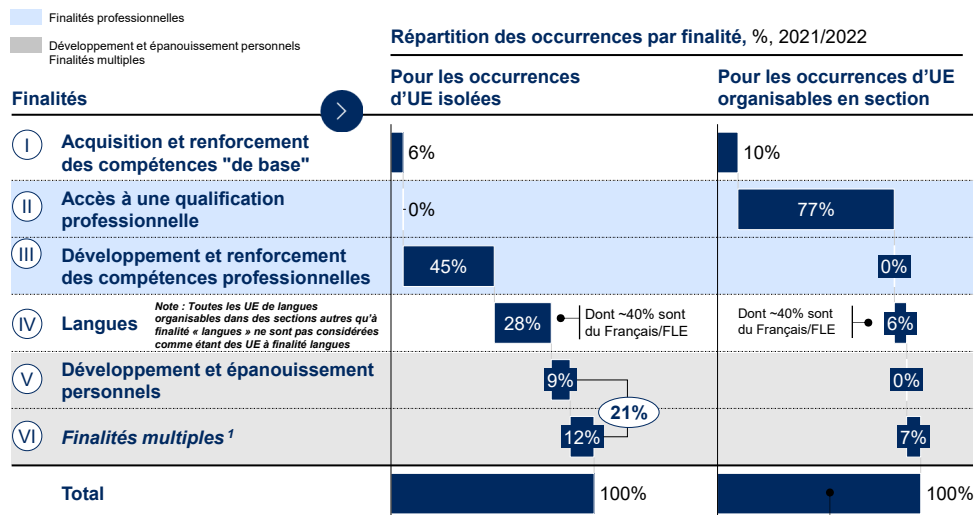 Finalités professionnelles
Développement et épanouissement personnels
Finalités multiples
Répartition des occurrences par finalité, %, 2021/2022
Finalités
Pour les occurrences
d'UE isolées
Pour les occurrences d'UE
organisables en section
I
Acquisition et renforcement
des compétences "de base"
6%
10%
II
Accès à une qualification
professionnelle
0%
77%
III
Développement et renforcement
des compétences professionnelles
45%
0%
IV
Langues
Note : Toutes les UE de langues
organisables dans des sections autres qu'à
finalité « langues » ne sont pas considérées
comme étant des UE à finalité langues
28%
Dont ~40% sont
du Français/FLE
Dont ~40% sont
du Français/FLE
6%
V
Développement et épanouissement
personnels
9%
0%
21%
VI
Finalités multiples 1
12%
7%
Total
100%
100%